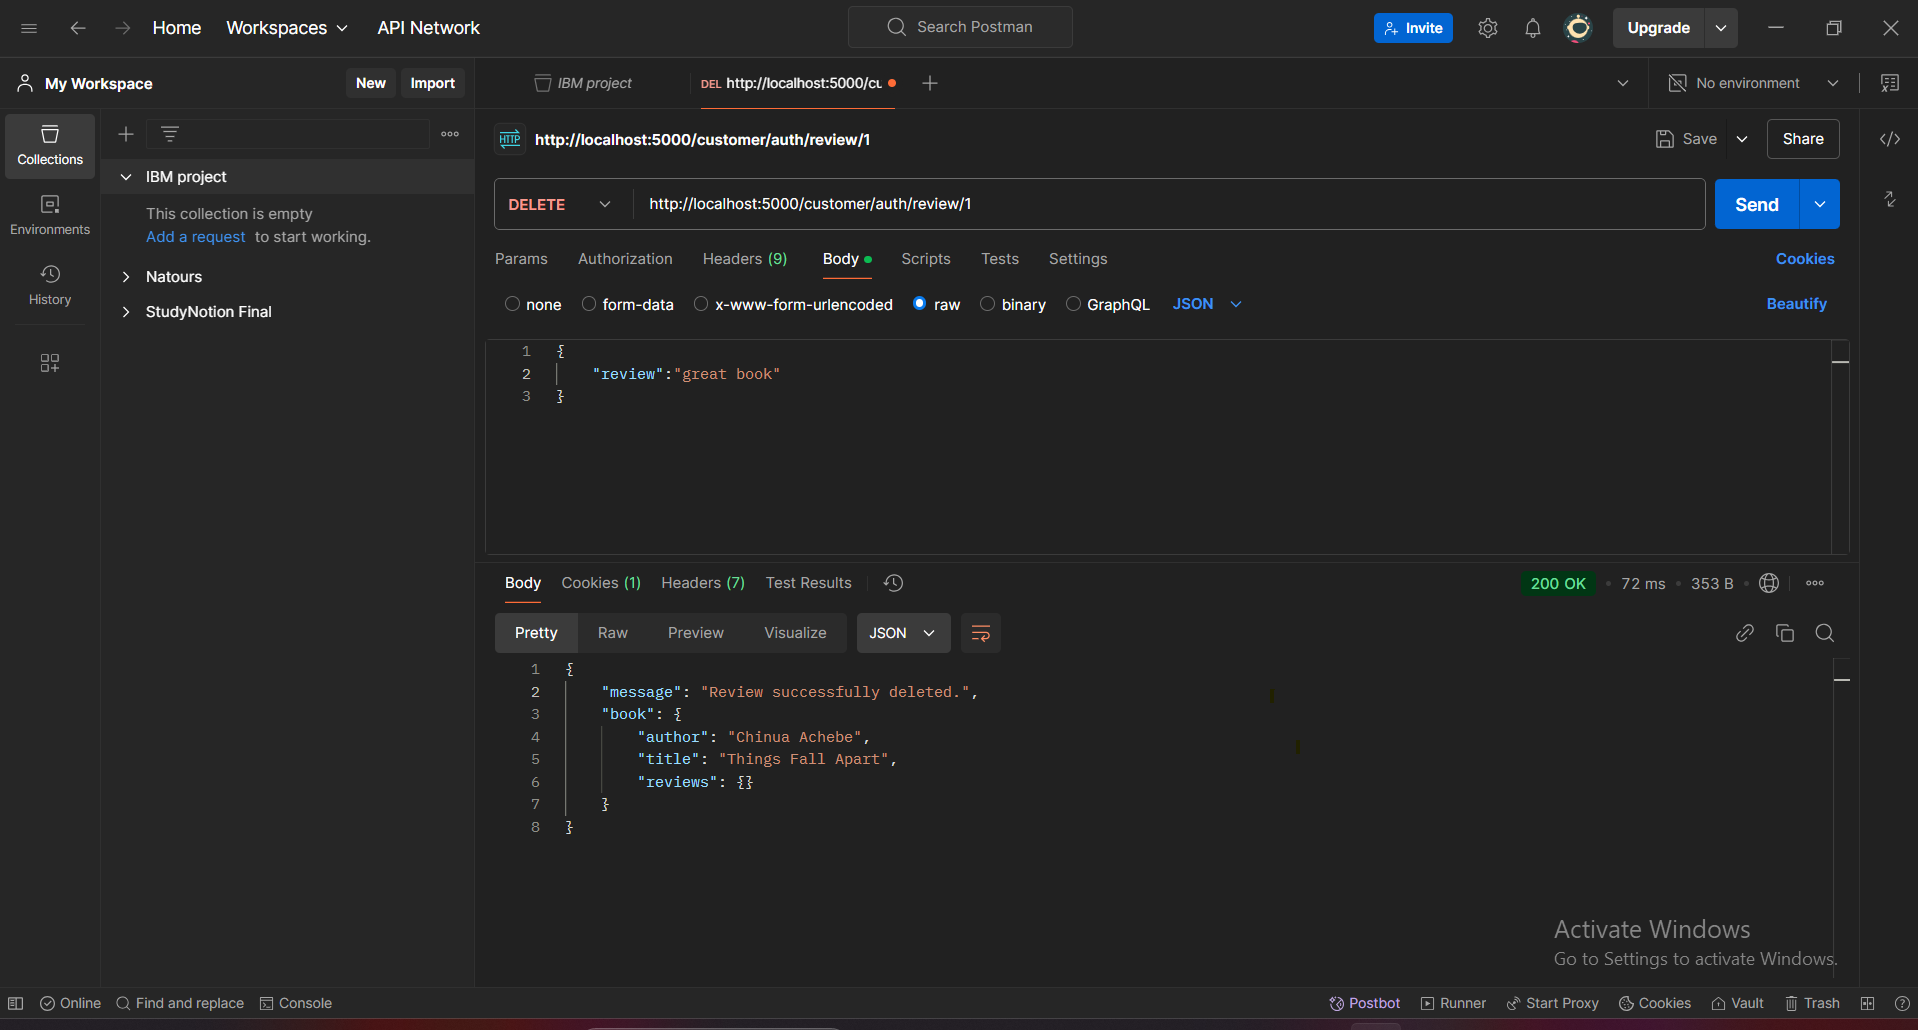 Home Workspaces API Network Search Postman Invite Upgrade
My Workspace New Import IBM project DEL http://localhost:5000/cu No environment
HTTP http://localhost:5000/customer/auth/review/1 Save Share
Collections
IBM project
This collection is empty
Add a request to start working.
Environments
Natours
History
StudyNotion Final
DELETE http://localhost:5000/customer/auth/review/1 Send
Params Authorization Headers (9) Body Scripts Tests Settings Cookies
none form-data x-www-form-urlencoded raw binary GraphQL JSON Beautify
1 {
2 "review":"great book"
3 }
Body Cookies (1) Headers (7) Test Results 200 OK 72 ms 353 B
Pretty Raw Preview Visualize JSON
1 {
2 "message": "Review successfully deleted.",
3 "book": {
4 "author": "Chinua Achebe",
5 "title": "Things Fall Apart",
6 "reviews": {}
7 }
8 }
Activate Windows
Go to Settings to activate Windows.
Online Find and replace Console Postbot Runner Start Proxy Cookies Vault Trash